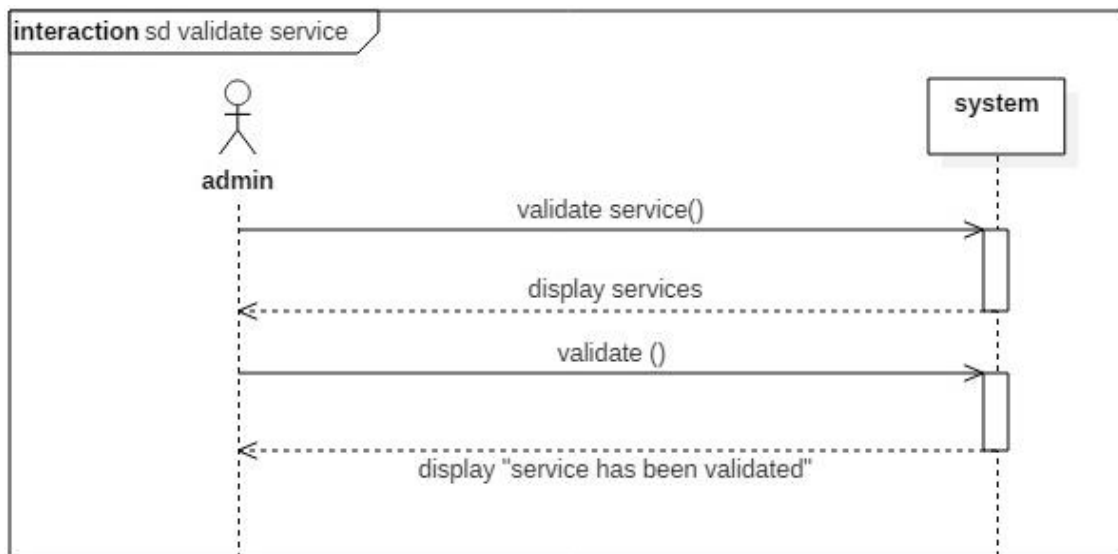 interaction sd validate service
system
admin
validate service()
display services
validate ()
display "service has been validated"